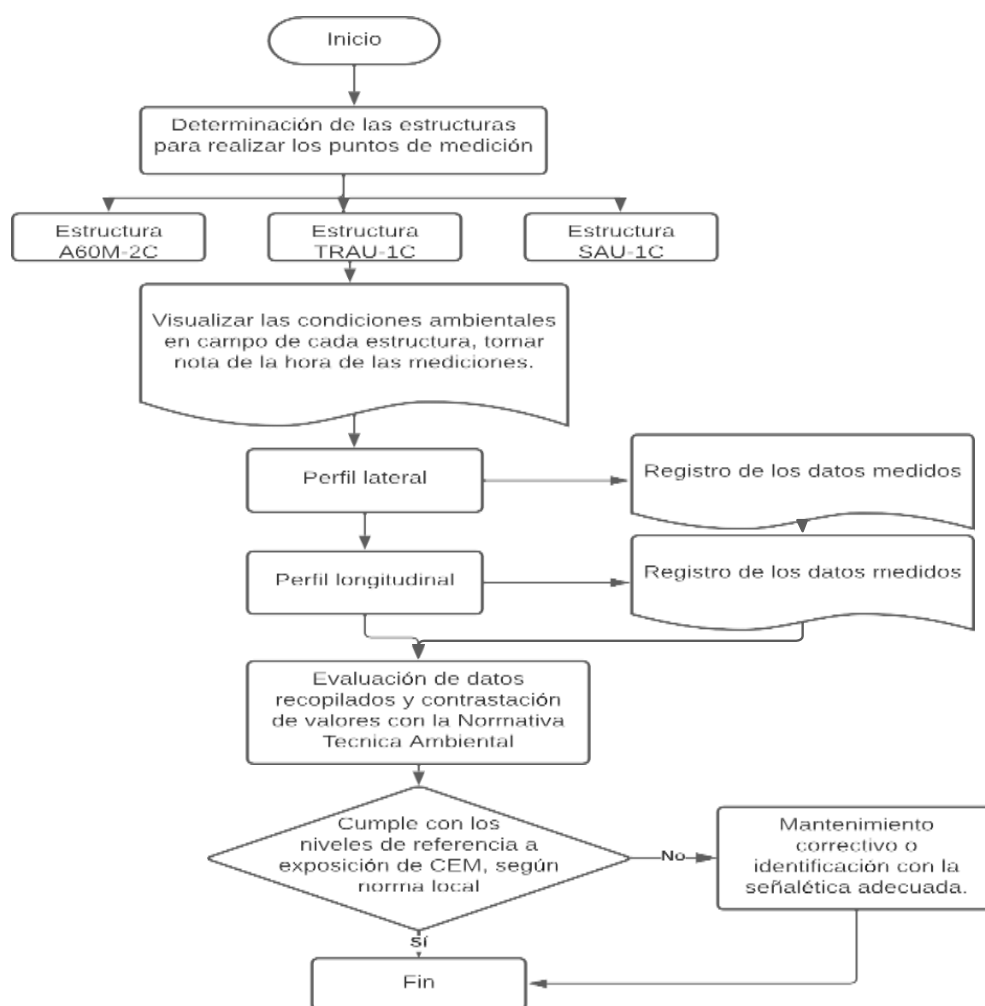 Inicio
Determinación de las estructuras
para realizar los puntos de medición
Estructura
A60M-2C
Estructura
TRAU-1C
Estructura
SAU-1C
Visualizar las condiciones ambientales
en campo de cada estructura, tomar
nota de la hora de las mediciones.
Perfil lateral
Registro de los datos medidos
Perfil longitudinal
Registro de los datos medidos
Evaluación de datos
recopilados y contrastación
de valores con la Normativa
Tecnica Ambiental
Cumple con los
niveles de referencia a
exposición de CEM, según
norma local
No
Mantenimiento
correctivo o
identificación con la
señalética adecuada.
Sí
Fin